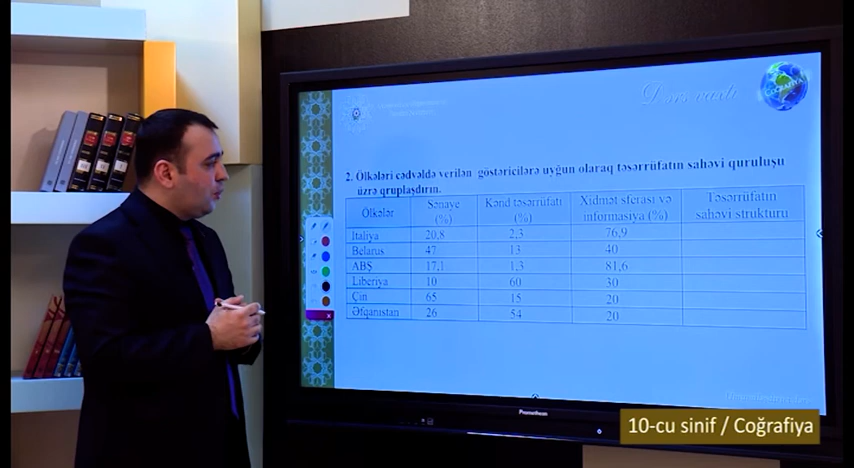 Dərs vaxtı
COĞRAFİYA
2. Ölkələri cədvəldə verilən göstəricilərə uyğun olaraq təsərrüfatın sahəvi quruluşu
üzrə qruplaşdırın.
Ölkələr Sənaye (%) Kənd təsərrüfatı (%) Xidmət sferası və informasiya (%) Təsərrüfatın sahəvi strukturu
İtaliya 20,8 2,3 76,9
Belarus 47 13 40
ABŞ 17,1 1,3 81,6
Liberiya 10 60 30
Çin 65 15 20
Əfqanıstan 26 54 20
Promethean
10-cu sinif / Coğrafiya